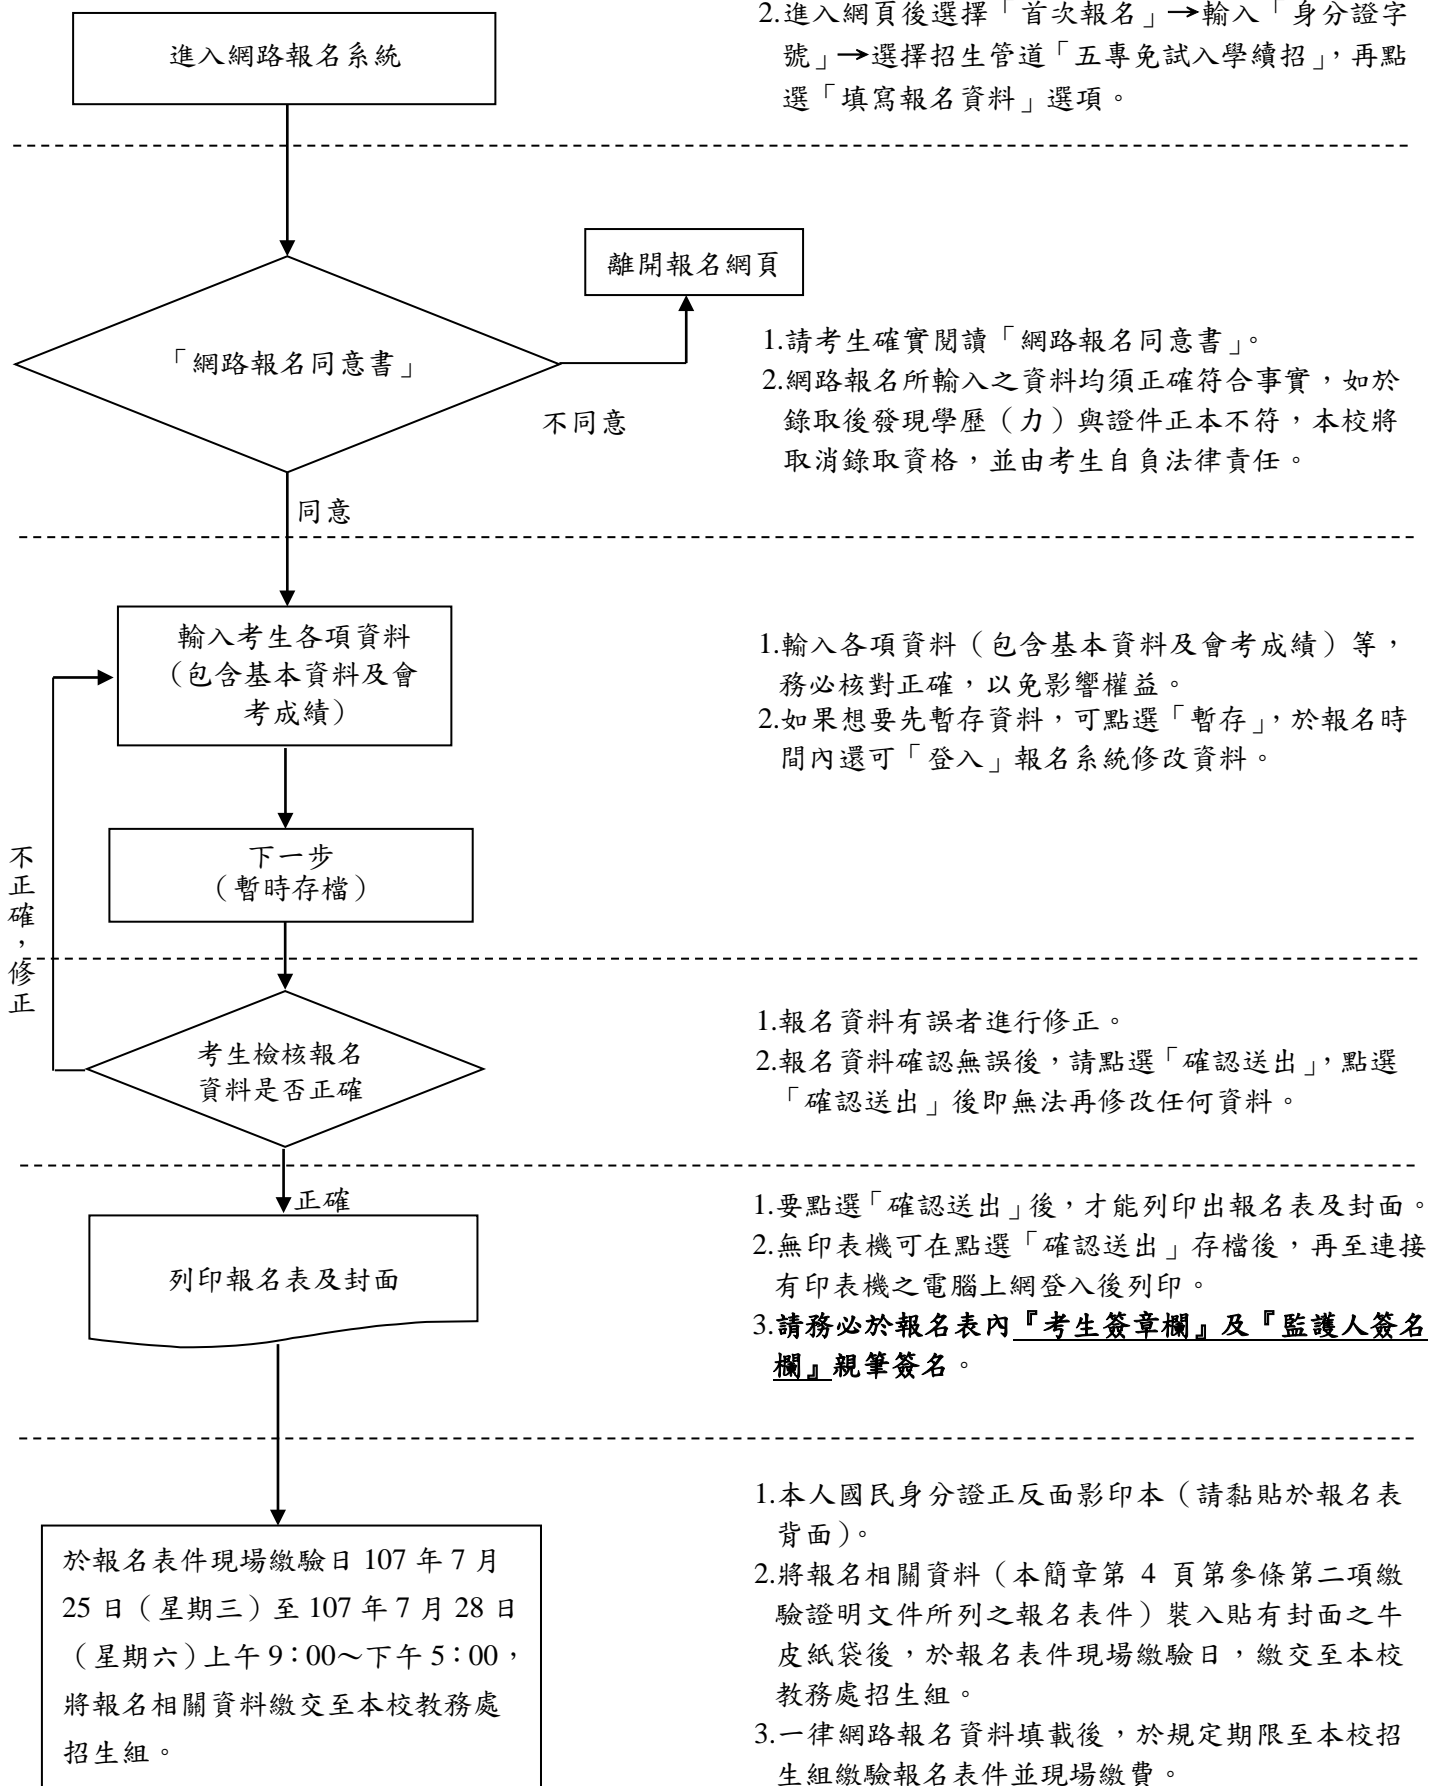 進入網路報名系統
2.進入網頁後選擇「首次報名」→輸入「身分證字
號」→選擇招生管道「五專免試入學續招」，再點
選「填寫報名資料」選項。
離開報名網頁
「網路報名同意書」
不同意
同意
1.請考生確實閱讀「網路報名同意書」。
2.網路報名所輸入之資料均須正確符合事實，如於
錄取後發現學歷（力）與證件正本不符，本校將
取消錄取資格，並由考生自負法律責任。
輸入考生各項資料
(包含基本資料及會
考成績)
1.輸入各項資料（包含基本資料及會考成績）等，
務必核對正確，以免影響權益。
2.如果想要先暫存資料，可點選「暫存」，於報名時
間內還可「登入」報名系統修改資料。
下一步
（暫時存檔）
不正確，修正
考生檢核報名
資料是否正確
1.報名資料有誤者進行修正。
2.報名資料確認無誤後，請點選「確認送出」，點選
「確認送出」後即無法再修改任何資料。
正確
列印報名表及封面
1.要點選「確認送出」後，才能列印出報名表及封面。
2.無印表機可在點選「確認送出」存檔後，再至連接
有印表機之電腦上網登入後列印。
3.請務必於報名表內『考生簽章欄』及『監護人簽名
欄』親筆簽名。
於報名表件現場繳驗日 107 年 7 月
25 日（星期三）至 107 年 7 月 28 日
（星期六）上午 9：00～下午 5：00，
將報名相關資料繳交至本校教務處
招生組。
1.本人國民身分證正反面影印本（請黏貼於報名表
背面）。
2.將報名相關資料（本簡章第 4 頁第參條第二項繳
驗證明文件所列之報名表件）裝入貼有封面之牛
皮紙袋後，於報名表件現場繳驗日，繳交至本校
教務處招生組。
3.一律網路報名資料填載後，於規定期限至本校招
生組繳驗報名表件並現場繳費。